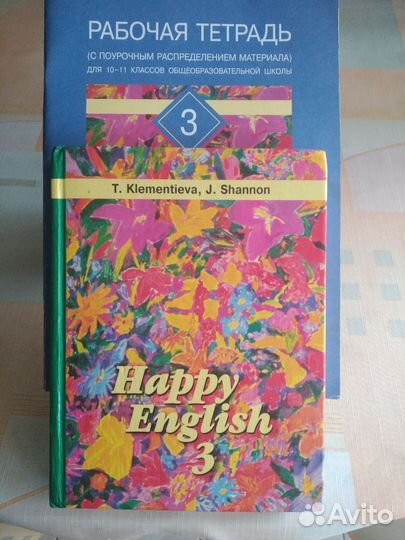 РАБОЧАЯ ТЕТРАДЬ
(С ПОУРОЧНЫМ РАСПРЕДЕЛЕНИЕМ МАТЕРИАЛА)
ДЛЯ 10-11 КЛАССОВ ОБЩЕОБРАЗОВАТЕЛЬНОЙ ШКОЛЫ
3
T. Klementieva, J. Shannon
Happy
English
3
Avito